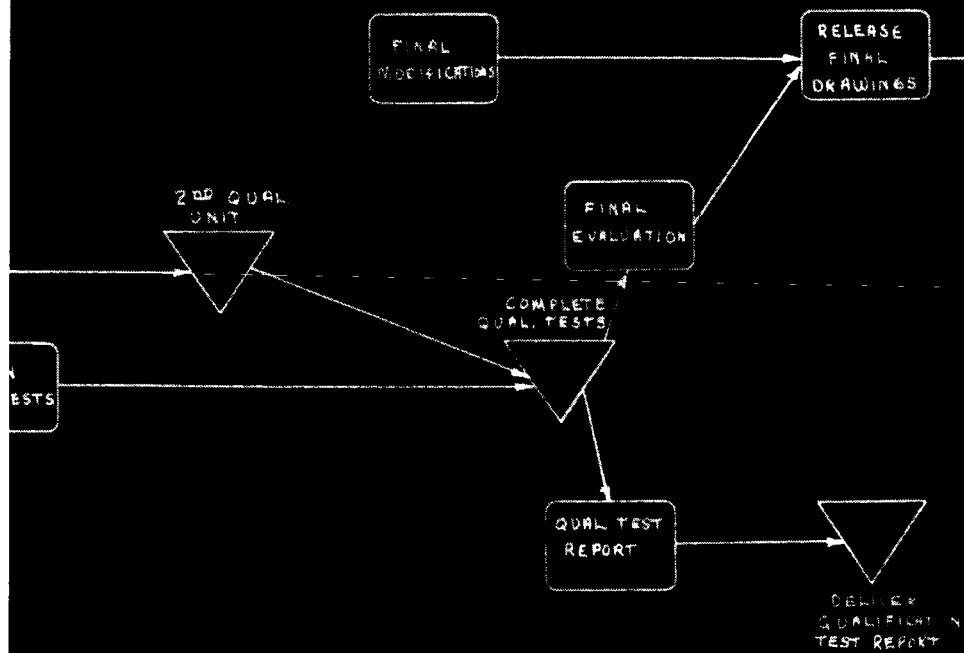 FINAL
MODIFICATIONS
RELEASE
FINAL
DRAWINGS
2ND QUAL
UNIT
FINAL
EVALUATION
COMPLETE
QUAL. TESTS
N
ESTS
QUAL TEST
REPORT
DELIVER
QUALIFICATION
TEST REPORT